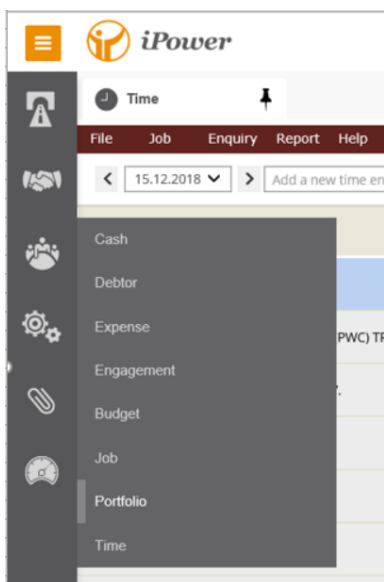 iPower
Time
File Job Enquiry Report Help
15.12.2018 Add a new time en
Cash
Debtor
Expense
PWC) TF
Engagement
Budget
Job
Portfolio
Time